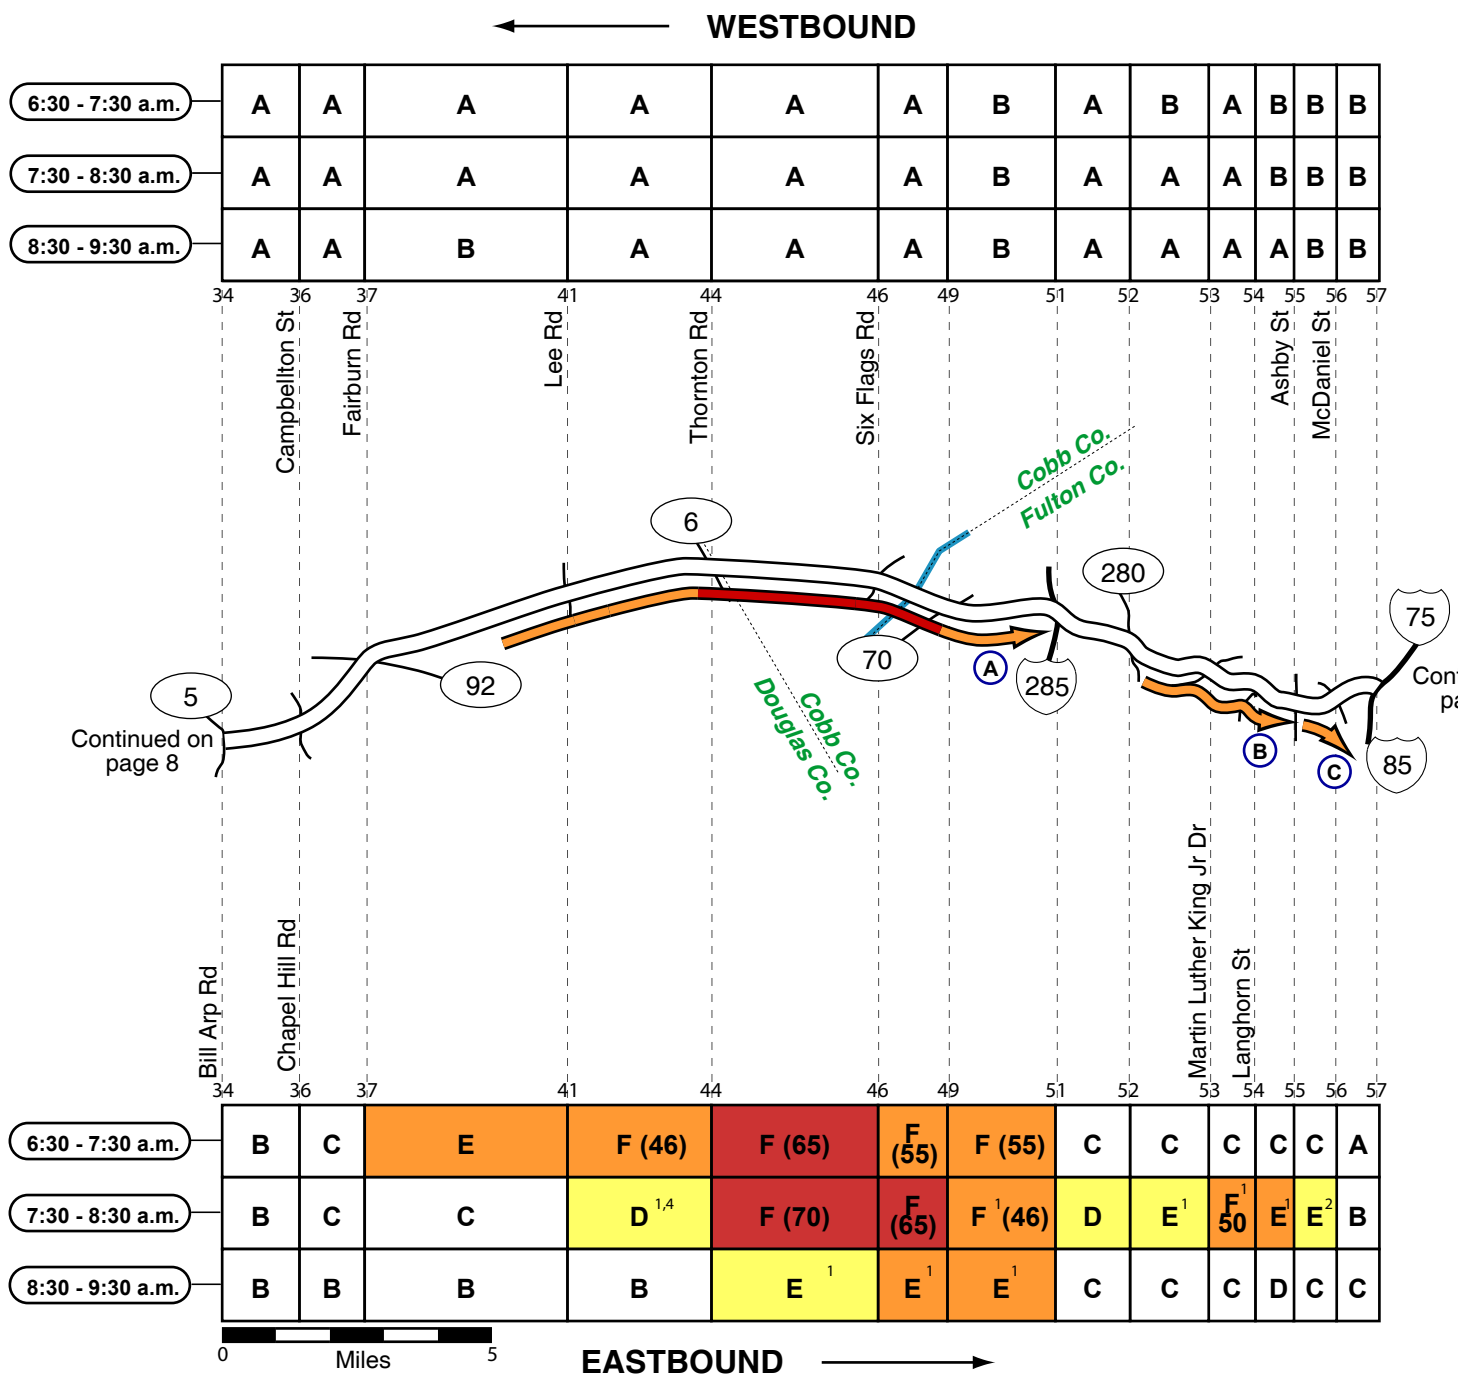 WESTBOUND
6:30 - 7:30 a.m. A A A A A A B A B A B B B
7:30 - 8:30 a.m. A A A A A A B A A A B B B
8:30 - 9:30 a.m. A A B A A A B A A A A B B
34 36 37 41 44 46 49 51 52 53 54 55 56 57
Campbellton St
Fairburn Rd
Lee Rd
Thornton Rd
Six Flags Rd
Ashby St
McDaniel St
Cobb Co.
Fulton Co.
6
280
75
70
92
5
A
285
Cont
pa
Continued on
page 8
Cobb Co.
Douglas Co.
B
C
85
Bill Arp Rd
Chapel Hill Rd
Martin Luther King Jr Dr
Langhorn St
34 36 37 41 44 46 49 51 52 53 54 55 56 57
6:30 - 7:30 a.m. B C E F (46) F (65) F (55) F (55) C C C C C A
7:30 - 8:30 a.m. B C C D 1,4 F (70) F (65) F 1 (46) D E 1 F 1 50 E 1 E 2 B
8:30 - 9:30 a.m. B B B B E 1 E 1 E 1 C C C D C C
0 Miles 5
EASTBOUND